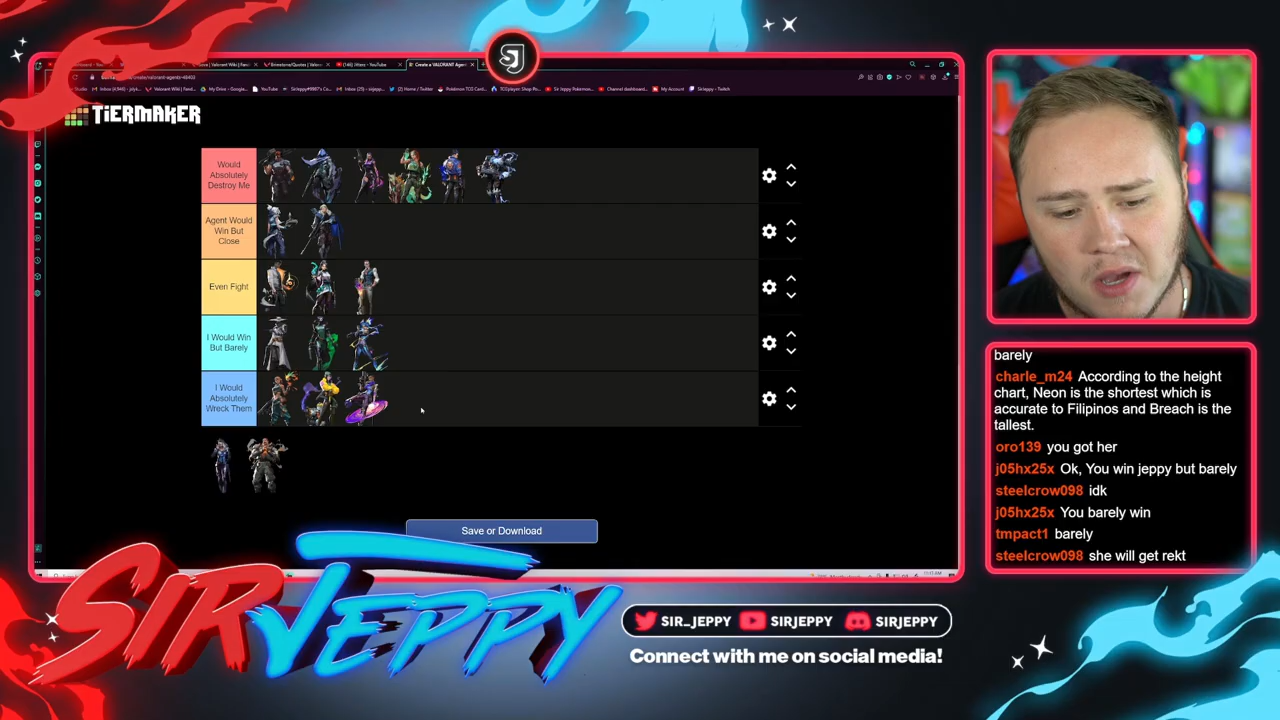 Create a VALORANT Agen
TIERMAKER
Would
Absolutely
Destroy Me
Agent Would
Win But
Close
Even Fight
I Would Win
But Barely
I Would
Absolutely
Wreck Them
Save or Download
barely
charle_m24 According to the height
chart, Neon is the shortest which is
accurate to Filipinos and Breach is the
tallest.
oro139 you got her
j05hx25x Ok, You win jeppy but barely
steelcrow098 idk
j05hx25x You barely win
tmpact1 barely
steelcrow098 she will get rekt
SIRJEPPY
SIR_JEPPY SIRJEPPY SIRJEPPY
Connect with me on social media!